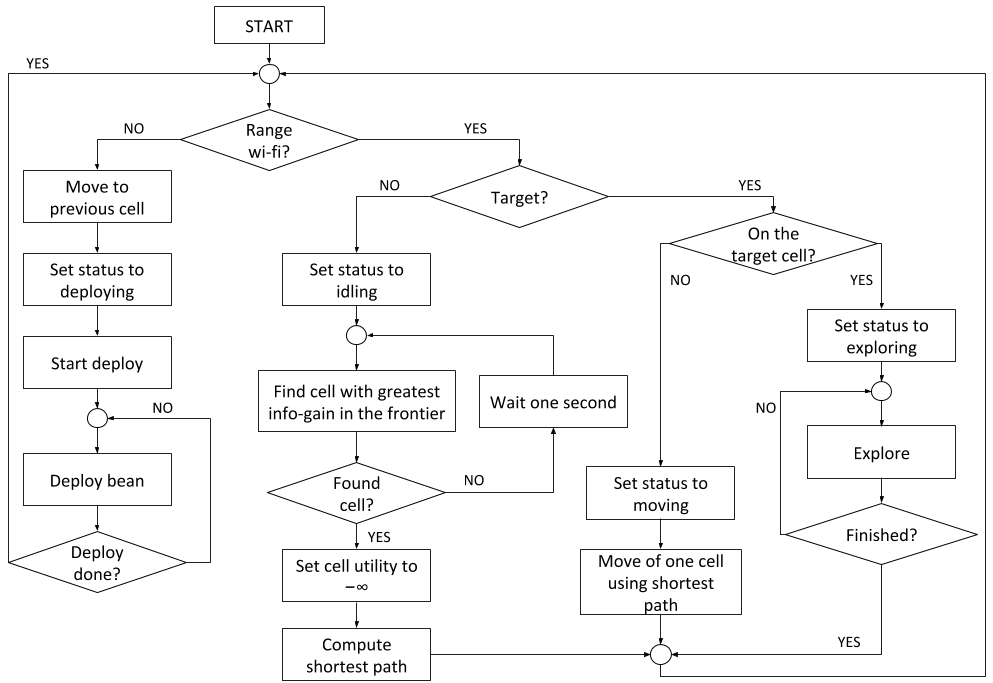 START
YES
Range
wi-fi?
NO
YES
Move to
previous cell
Target?
NO
YES
On the
target cell?
NO
YES
Set status to
deploying
Set status to
idling
Set status to
exploring
Start deploy
Find cell with greatest
info-gain in the frontier
Wait one second
NO
NO
Deploy bean
Explore
Found
cell?
NO
Set status to
moving
Deploy
done?
YES
Finished?
Set cell utility to
−∞
Move of one cell
using shortest
path
Compute
shortest path
YES